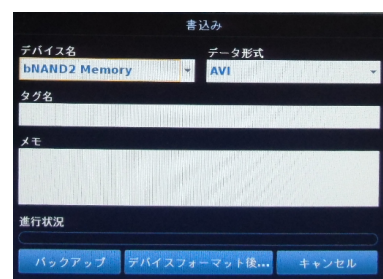 書込み
デバイス名
データ形式
bNAND2 Memory
AVI
タグ名
メモ
進行状況
バックアップ
デバイスフォーマット後...
キャンセル